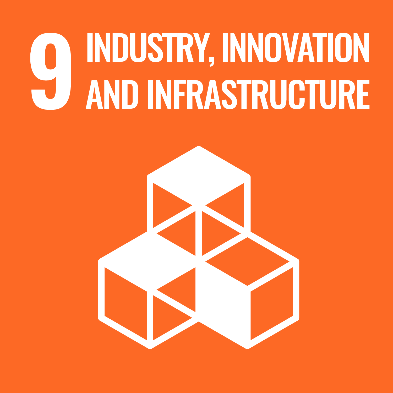 9 INDUSTRY, INNOVATION
AND INFRASTRUCTURE